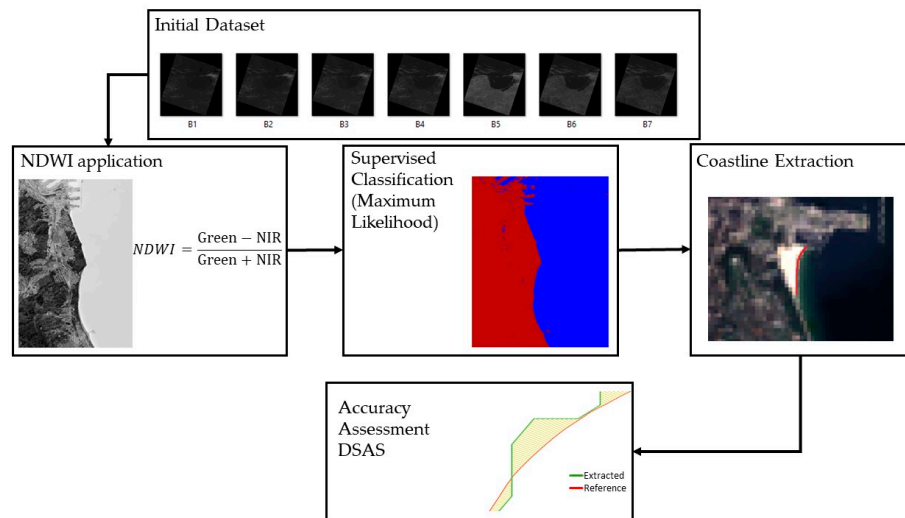 Initial Dataset
B1 B2 B3 B4 B5 B6 B7
NDWI application
NDWI = Green − NIR / Green + NIR
Supervised
Classification
(Maximum
Likelihood)
Coastline Extraction
Accuracy
Assessment
DSAS
Extracted
Reference